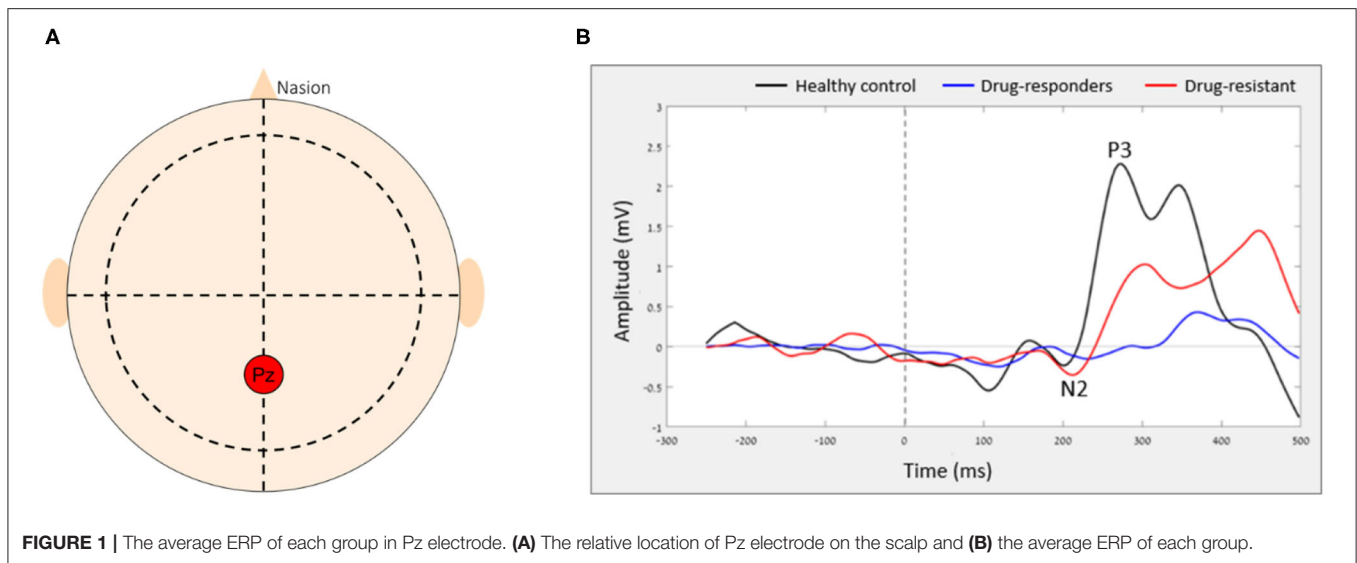 A
Nasion
Pz
B
Healthy control Drug-responders Drug-resistant
Amplitude (mV)
3
2.5
2
1.5
1
0.5
0
-0.5
-1
P3
N2
-300 -200 -100 0 100 200 300 400 500
Time (ms)
FIGURE 1 | The average ERP of each group in Pz electrode. (A) The relative location of Pz electrode on the scalp and (B) the average ERP of each group.